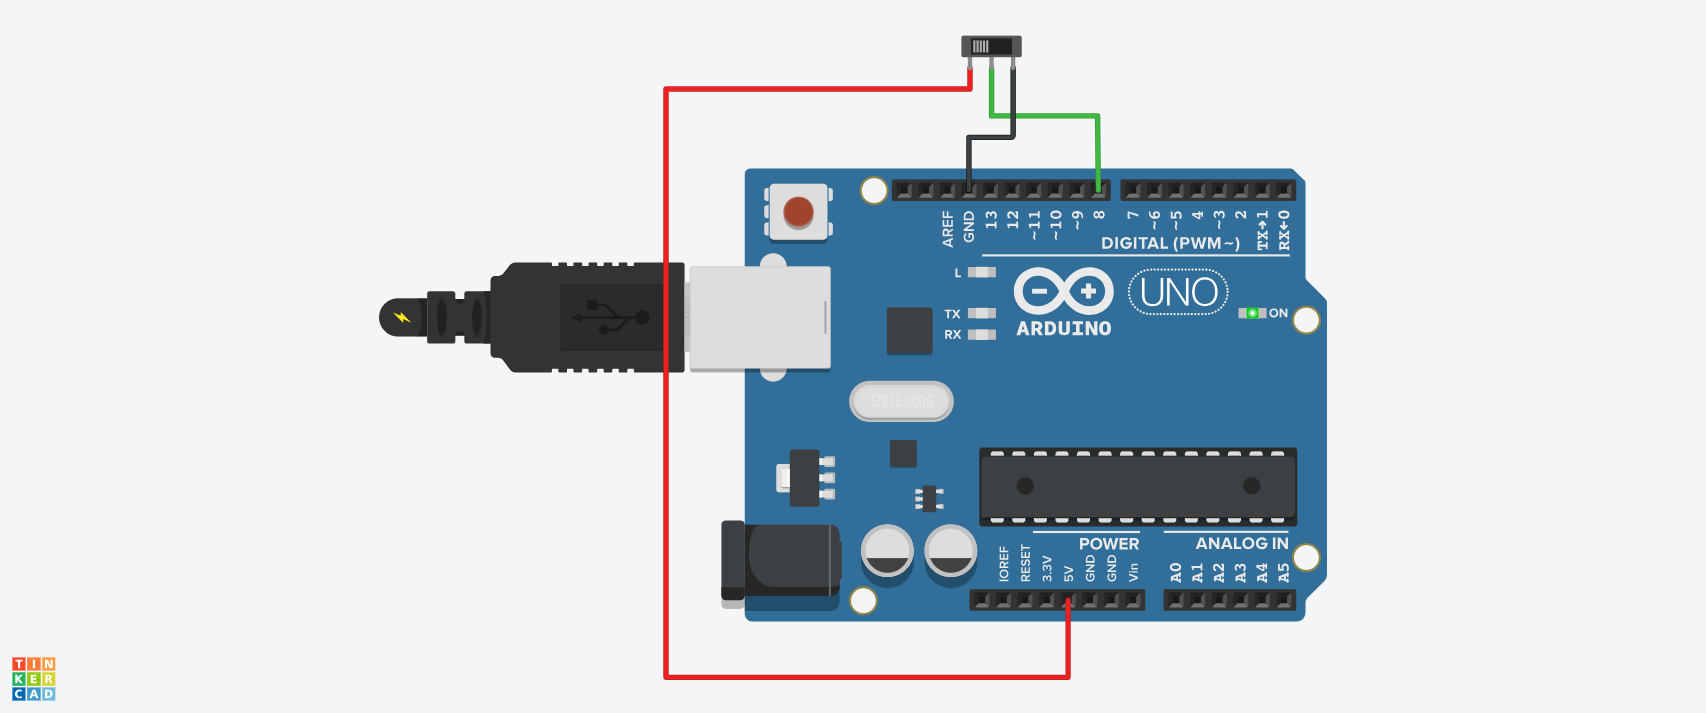 AREF
GND
13
12
~11
~10
~9
8
7
~6
~5
4
~3
2
TX→1
RX←0
DIGITAL (PWM~)
L
TX
RX
UNO
ARDUINO
ON
SPKT6.000G
POWER
ANALOG IN
IOREF
RESET
3.3V
5V
GND
GND
Vin
A0
A1
A2
A3
A4
A5
TIN
KER
CAD